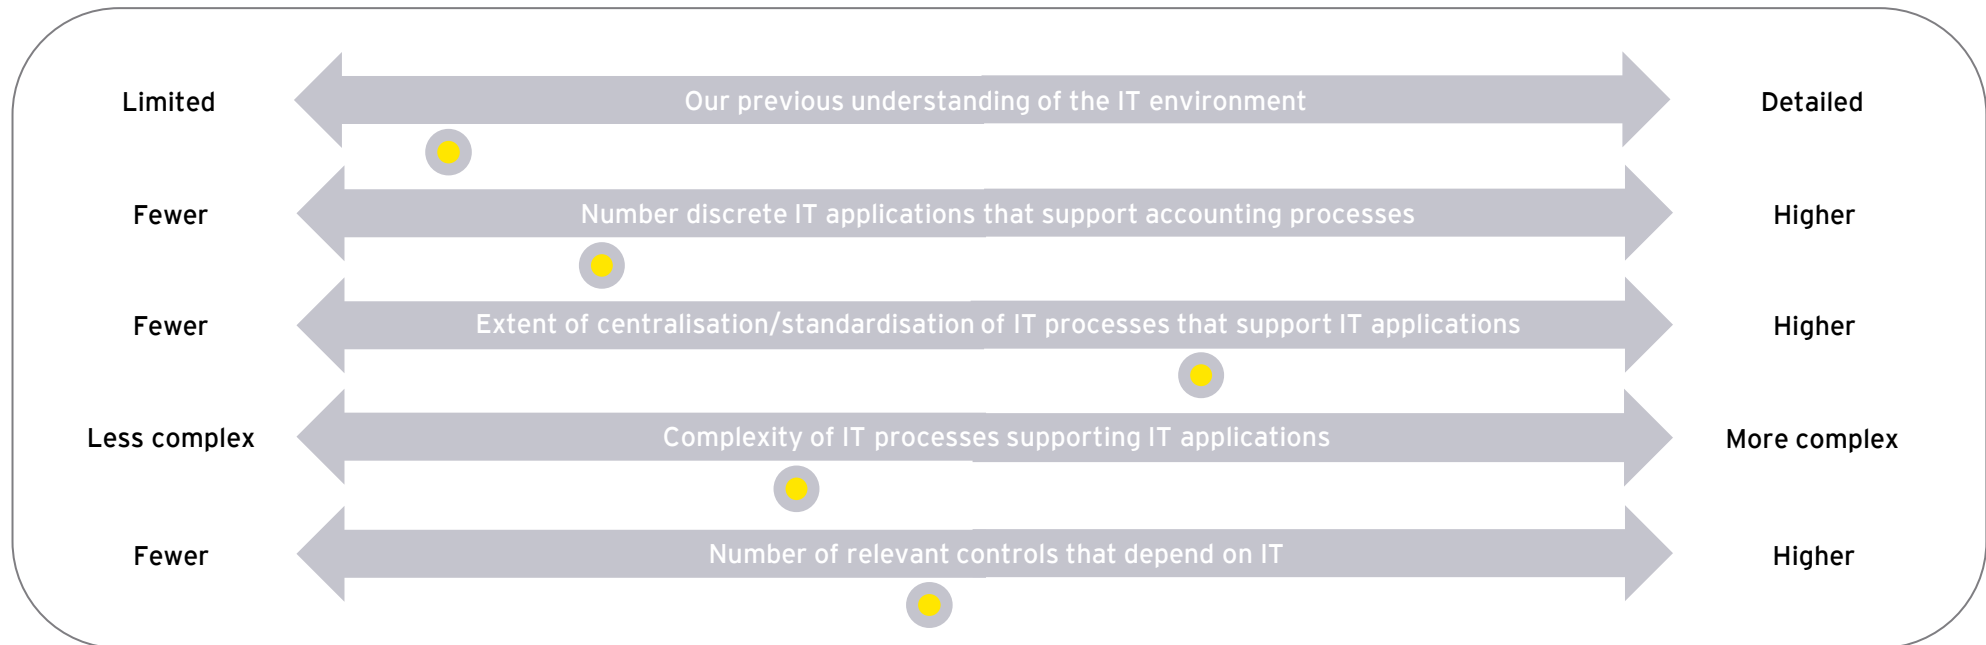 Limited Our previous understanding of the IT environment Detailed
Fewer Number discrete IT applications that support accounting processes Higher
Fewer Extent of centralisation/standardisation of IT processes that support IT applications Higher
Less complex Complexity of IT processes supporting IT applications More complex
Fewer Number of relevant controls that depend on IT Higher